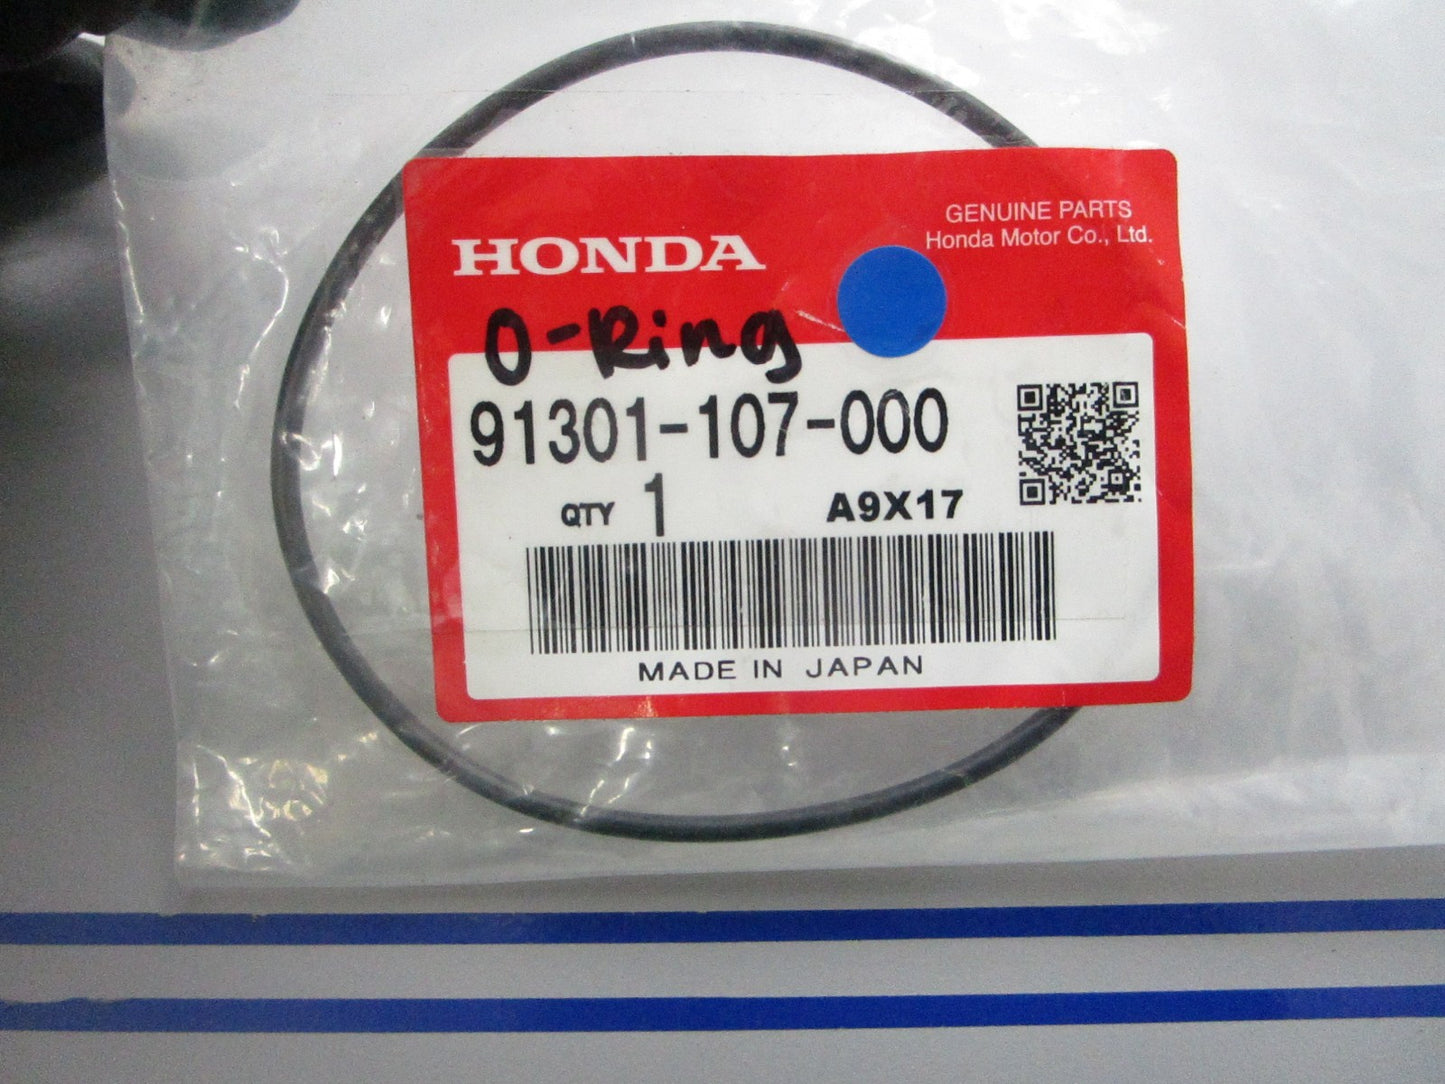 GENUINE PARTS
Honda Motor Co., Ltd.
HONDA
O-Ring
91301-107-000
QTY 1 A9X17
MADE IN JAPAN